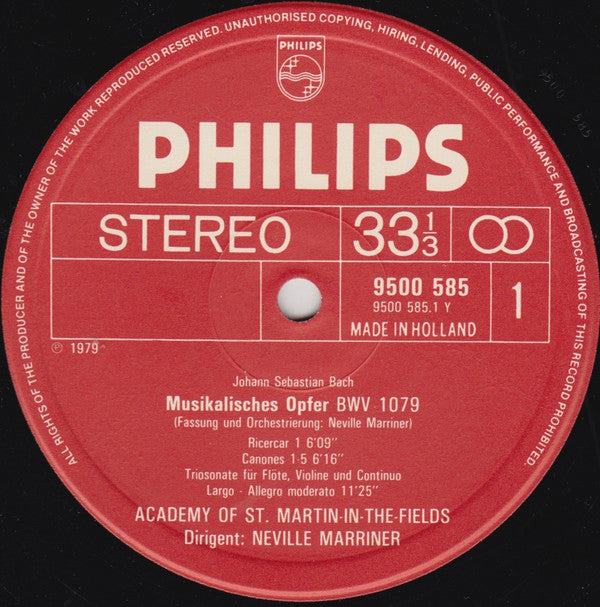 ALL RIGHTS OF THE PRODUCER AND OF THE OWNER OF THE WORK REPRODUCED RESERVED. UNAUTHORISED COPYING, HIRING, LENDING, PUBLIC PERFORMANCE AND BROADCASTING OF THIS RECORD PROHIBITED.
PHILIPS
PHILIPS
STEREO
33 1/3
9500 585
9500 585.1 Y
MADE IN HOLLAND
1
℗ 1979
Johann Sebastian Bach
Musikalisches Opfer BWV 1079
(Fassung und Orchestrierung: Neville Marriner)
Ricercar 1 6'09''
Canones 1-5 6'16''
Triosonate für Flöte, Violine und Continuo
Largo - Allegro moderato 11'25''
ACADEMY OF ST. MARTIN-IN-THE-FIELDS
Dirigent: NEVILLE MARRINER